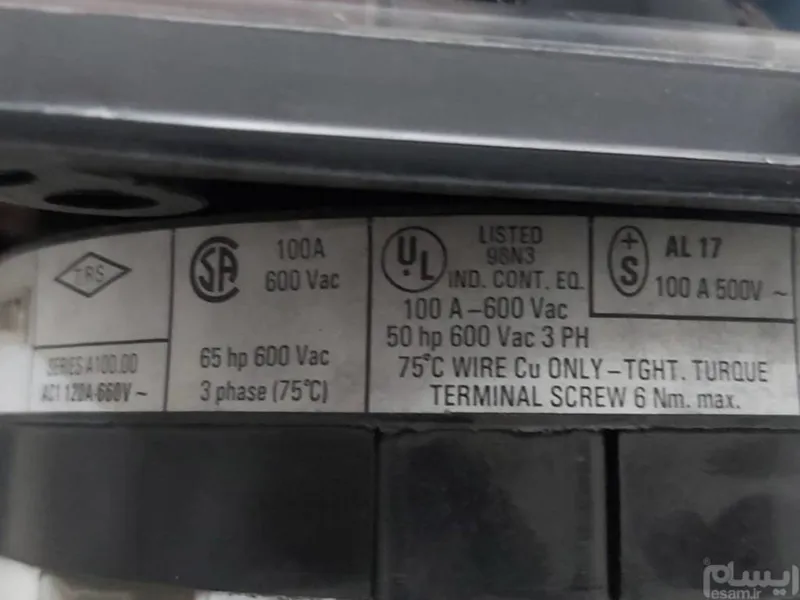 TRS
SERIES A100.00
AC1 120A-660V ~
SA
100A
600 Vac
65 hp 600 Vac
3 phase (75°C)
UL
LISTED
98N3
IND. CONT. EQ.
100 A-600 Vac
50 hp 600 Vac 3 PH
75°C WIRE Cu ONLY-TGHT. TURQUE
TERMINAL SCREW 6 Nm. max.
+S
AL 17
100 A 500V ~
ایسام
esam.ir